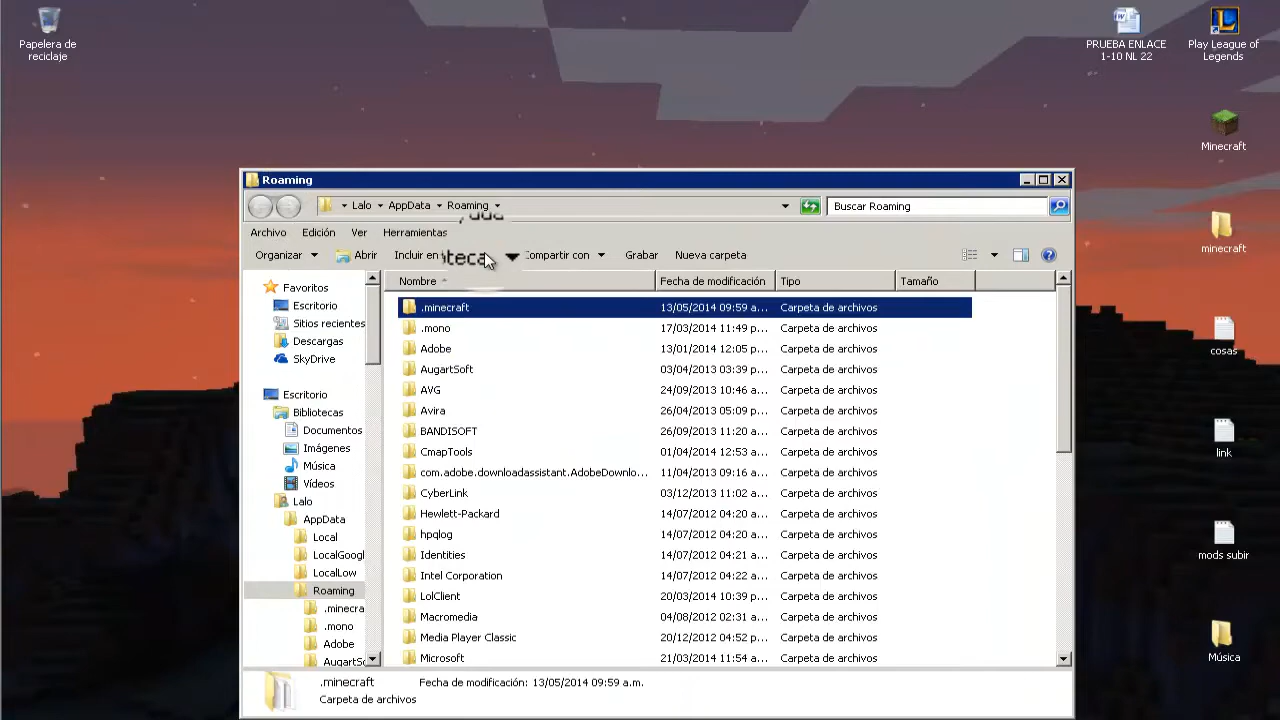 Papelera de
reciclaje
PRUEBA ENLACE
1-10 NL 22
Play League of
Legends
Minecraft
minecraft
cosas
link
mods subir
Música
Roaming
Lalo AppData Roaming
Buscar Roaming
Archivo Edición Ver Herramientas
Organizar Abrir Incluir en Compartir con Grabar Nueva carpeta
Nombre Fecha de modificación Tipo Tamaño
Favoritos
Escritorio
Sitios recientes
Descargas
SkyDrive
Escritorio
Bibliotecas
Documentos
Imágenes
Música
Vídeos
Lalo
AppData
Local
LocalGoogl
LocalLow
Roaming
.minecra
.mono
Adobe
AugartSo
.minecraft 13/05/2014 09:59 a... Carpeta de archivos
.mono 17/03/2014 11:49 p... Carpeta de archivos
Adobe 13/01/2014 12:05 p... Carpeta de archivos
AugartSoft 03/04/2013 03:39 p... Carpeta de archivos
AVG 24/09/2013 10:46 a... Carpeta de archivos
Avira 26/04/2013 05:09 p... Carpeta de archivos
BANDISOFT 26/09/2013 11:20 a... Carpeta de archivos
CmapTools 01/04/2014 12:53 a... Carpeta de archivos
com.adobe.downloadassistant.AdobeDownlo... 11/04/2013 09:16 a... Carpeta de archivos
CyberLink 03/12/2013 11:02 a... Carpeta de archivos
Hewlett-Packard 14/07/2012 04:20 a... Carpeta de archivos
hpqlog 14/07/2012 04:20 a... Carpeta de archivos
Identities 14/07/2012 04:21 a... Carpeta de archivos
Intel Corporation 14/07/2012 04:22 a... Carpeta de archivos
LolClient 20/03/2014 10:39 p... Carpeta de archivos
Macromedia 04/08/2012 02:31 a... Carpeta de archivos
Media Player Classic 20/12/2012 04:52 p... Carpeta de archivos
Microsoft 21/03/2014 11:54 a... Carpeta de archivos
.minecraft Fecha de modificación: 13/05/2014 09:59 a.m.
Carpeta de archivos